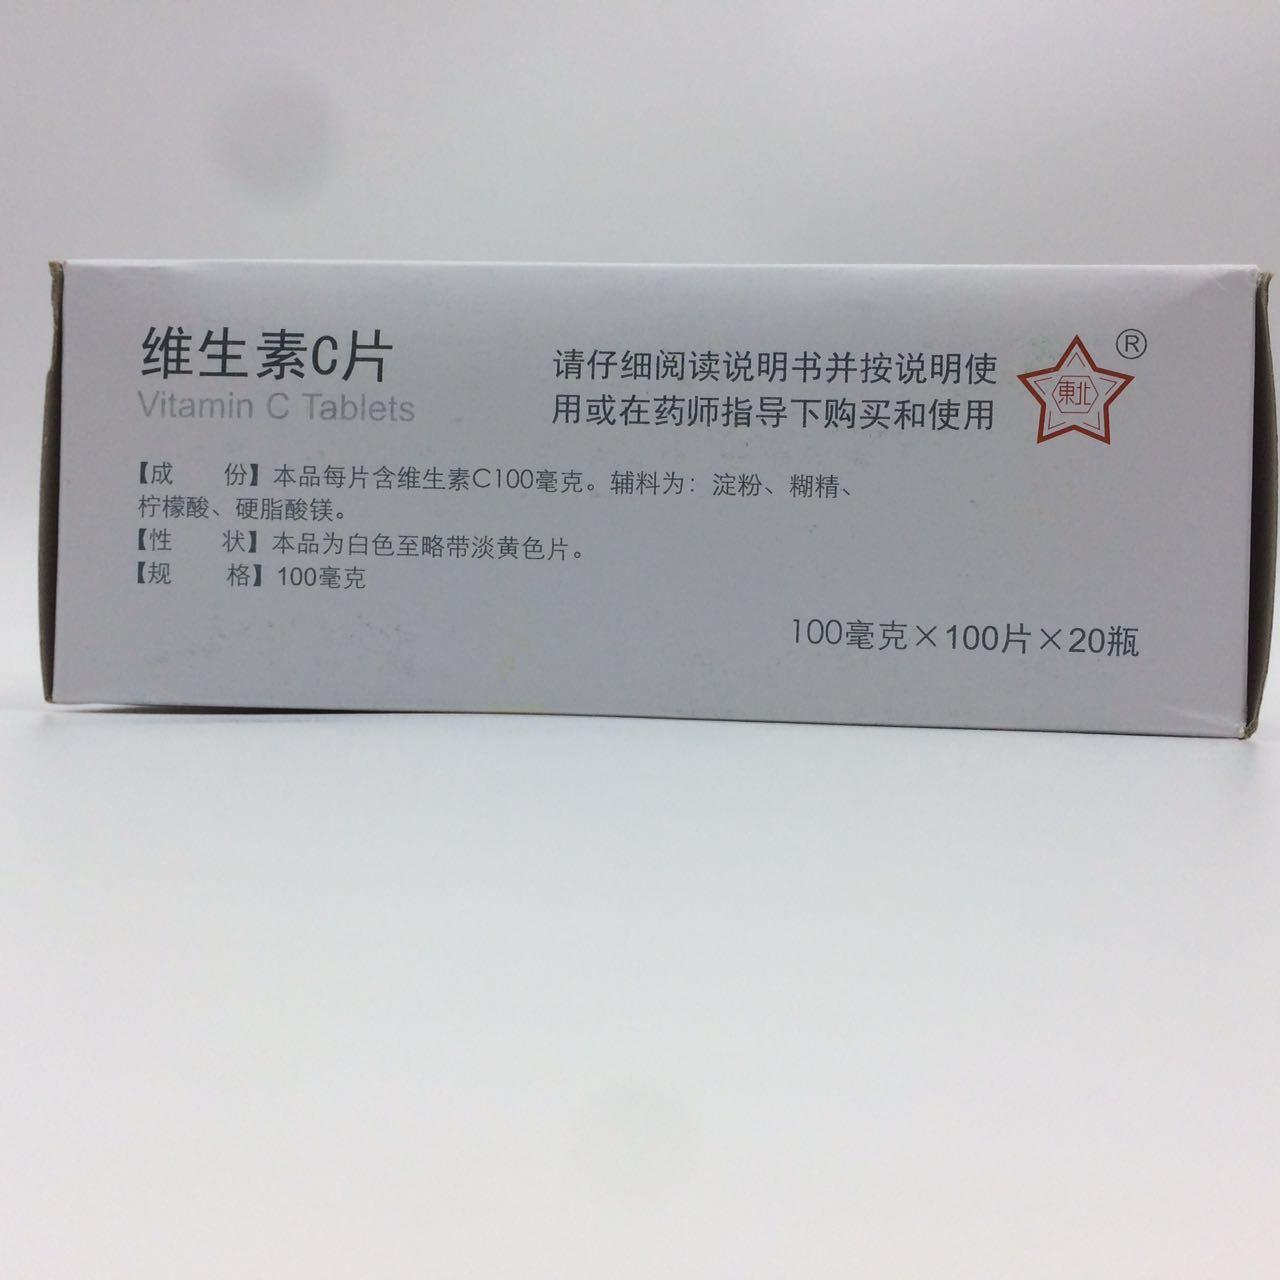 维生素C片
Vitamin C Tablets
请仔细阅读说明书并按说明使
用或在药师指导下购买和使用
東北
®
【成 份】本品每片含维生素C100毫克。辅料为：淀粉、糊精、
柠檬酸、硬脂酸镁。
【性 状】本品为白色至略带淡黄色片。
【规 格】100毫克
100毫克×100片×20瓶